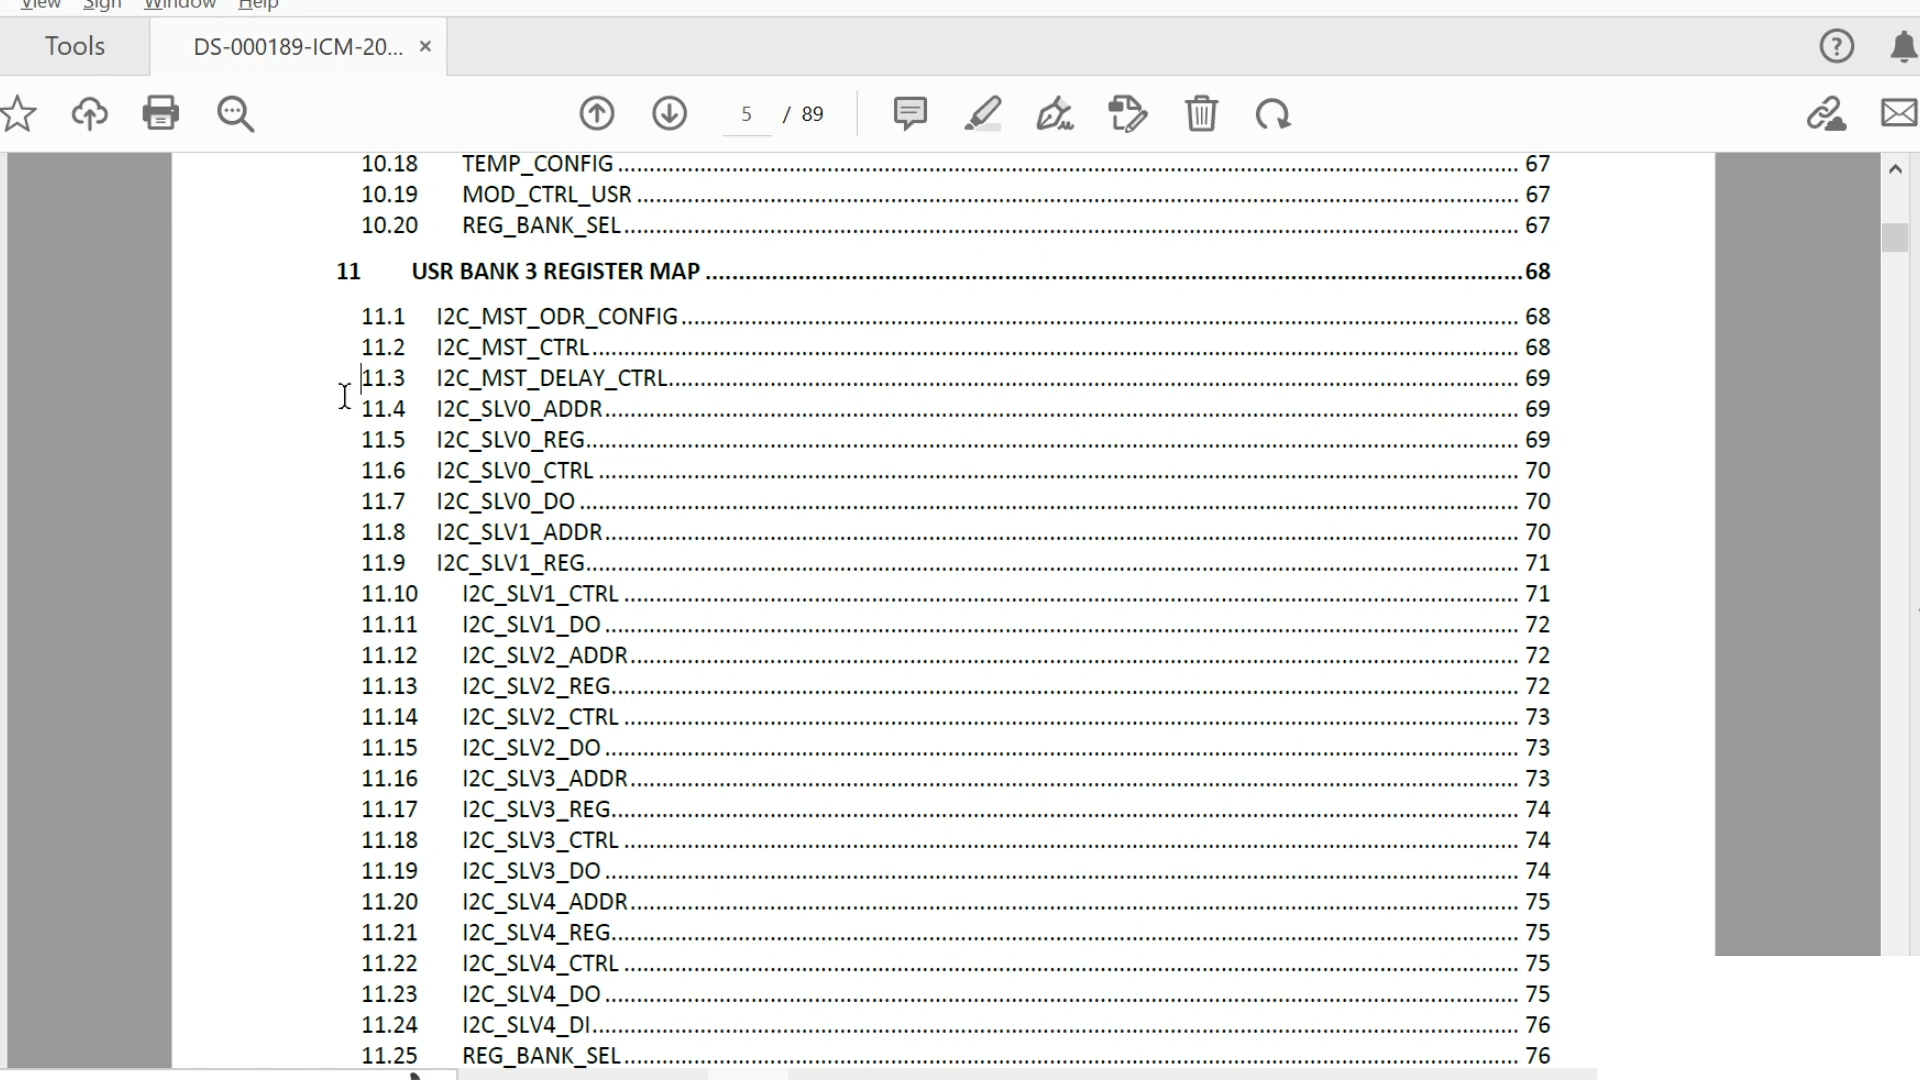 View Sign Window Help
Tools DS-000189-ICM-20... ×
5 / 89
10.18 TEMP_CONFIG 67
10.19 MOD_CTRL_USR 67
10.20 REG_BANK_SEL 67
11 USR BANK 3 REGISTER MAP 68
11.1 I2C_MST_ODR_CONFIG 68
11.2 I2C_MST_CTRL 68
11.3 I2C_MST_DELAY_CTRL 69
11.4 I2C_SLV0_ADDR 69
11.5 I2C_SLV0_REG 69
11.6 I2C_SLV0_CTRL 70
11.7 I2C_SLV0_DO 70
11.8 I2C_SLV1_ADDR 70
11.9 I2C_SLV1_REG 71
11.10 I2C_SLV1_CTRL 71
11.11 I2C_SLV1_DO 72
11.12 I2C_SLV2_ADDR 72
11.13 I2C_SLV2_REG 72
11.14 I2C_SLV2_CTRL 73
11.15 I2C_SLV2_DO 73
11.16 I2C_SLV3_ADDR 73
11.17 I2C_SLV3_REG 74
11.18 I2C_SLV3_CTRL 74
11.19 I2C_SLV3_DO 74
11.20 I2C_SLV4_ADDR 75
11.21 I2C_SLV4_REG 75
11.22 I2C_SLV4_CTRL 75
11.23 I2C_SLV4_DO 75
11.24 I2C_SLV4_DI 76
11.25 REG_BANK_SEL 76